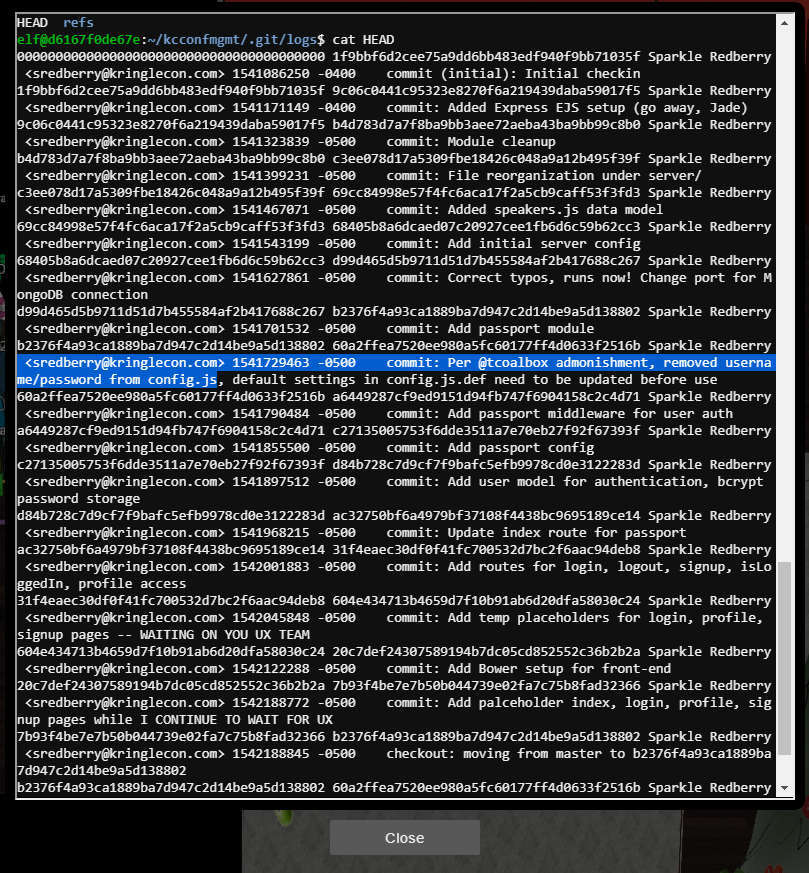 HEAD  refs
elf@d6167f0de67e:~/kcconfmgmt/.git/logs$ cat HEAD
0000000000000000000000000000000000000000 1f9bbf6d2cee75a9dd6bb483edf940f9bb71035f Sparkle Redberry
 <sredberry@kringlecon.com> 1541086250 -0400    commit (initial): Initial checkin
1f9bbf6d2cee75a9dd6bb483edf940f9bb71035f 9c06c0441c95323e8270f6a219439daba59017f5 Sparkle Redberry
 <sredberry@kringlecon.com> 1541171149 -0400    commit: Added Express EJS setup (go away, Jade)
9c06c0441c95323e8270f6a219439daba59017f5 b4d783d7a7f8ba9bb3aee72aeba43ba9bb99c8b0 Sparkle Redberry
 <sredberry@kringlecon.com> 1541323839 -0500    commit: Module cleanup
b4d783d7a7f8ba9bb3aee72aeba43ba9bb99c8b0 c3ee078d17a5309fbe18426c048a9a12b495f39f Sparkle Redberry
 <sredberry@kringlecon.com> 1541399231 -0500    commit: File reorganization under server/
c3ee078d17a5309fbe18426c048a9a12b495f39f 69cc84998e57f4fc6aca17f2a5cb9caff53f3fd3 Sparkle Redberry
 <sredberry@kringlecon.com> 1541467071 -0500    commit: Added speakers.js data model
69cc84998e57f4fc6aca17f2a5cb9caff53f3fd3 68405b8a6dcaed07c20927cee1fb6d6c59b62cc3 Sparkle Redberry
 <sredberry@kringlecon.com> 1541543199 -0500    commit: Add initial server config
68405b8a6dcaed07c20927cee1fb6d6c59b62cc3 d99d465d5b9711d51d7b455584af2b417688c267 Sparkle Redberry
 <sredberry@kringlecon.com> 1541627861 -0500    commit: Correct typos, runs now! Change port for M
ongoDB connection
d99d465d5b9711d51d7b455584af2b417688c267 b2376f4a93ca1889ba7d947c2d14be9a5d138802 Sparkle Redberry
 <sredberry@kringlecon.com> 1541701532 -0500    commit: Add passport module
b2376f4a93ca1889ba7d947c2d14be9a5d138802 60a2ffea7520ee980a5fc60177ff4d0633f2516b Sparkle Redberry
 <sredberry@kringlecon.com> 1541729463 -0500    commit: Per @tcoalbox admonishment, removed userna
me/password from config.js, default settings in config.js.def need to be updated before use
60a2ffea7520ee980a5fc60177ff4d0633f2516b a6449287cf9ed9151d94fb747f6904158c2c4d71 Sparkle Redberry
 <sredberry@kringlecon.com> 1541790484 -0500    commit: Add passport middleware for user auth
a6449287cf9ed9151d94fb747f6904158c2c4d71 c27135005753f6dde3511a7e70eb27f92f67393f Sparkle Redberry
 <sredberry@kringlecon.com> 1541855500 -0500    commit: Add passport config
c27135005753f6dde3511a7e70eb27f92f67393f d84b728c7d9cf7f9bafc5efb9978cd0e3122283d Sparkle Redberry
 <sredberry@kringlecon.com> 1541897512 -0500    commit: Add user model for authentication, bcrypt
password storage
d84b728c7d9cf7f9bafc5efb9978cd0e3122283d ac32750bf6a4979bf37108f4438bc9695189ce14 Sparkle Redberry
 <sredberry@kringlecon.com> 1541968215 -0500    commit: Update index route for passport
ac32750bf6a4979bf37108f4438bc9695189ce14 31f4eaec30df0f41fc700532d7bc2f6aac94deb8 Sparkle Redberry
 <sredberry@kringlecon.com> 1542001883 -0500    commit: Add routes for login, logout, signup, isLo
ggedIn, profile access
31f4eaec30df0f41fc700532d7bc2f6aac94deb8 604e434713b4659d7f10b91ab6d20dfa58030c24 Sparkle Redberry
 <sredberry@kringlecon.com> 1542045848 -0500    commit: Add temp placeholders for login, profile,
signup pages -- WAITING ON YOU UX TEAM
604e434713b4659d7f10b91ab6d20dfa58030c24 20c7def24307589194b7dc05cd852552c36b2b2a Sparkle Redberry
 <sredberry@kringlecon.com> 1542122288 -0500    commit: Add Bower setup for front-end
20c7def24307589194b7dc05cd852552c36b2b2a 7b93f4be7e7b50b044739e02fa7c75b8fad32366 Sparkle Redberry
 <sredberry@kringlecon.com> 1542188772 -0500    commit: Add palceholder index, login, profile, sig
nup pages while I CONTINUE TO WAIT FOR UX
7b93f4be7e7b50b044739e02fa7c75b8fad32366 b2376f4a93ca1889ba7d947c2d14be9a5d138802 Sparkle Redberry
 <sredberry@kringlecon.com> 1542188845 -0500    checkout: moving from master to b2376f4a93ca1889ba
7d947c2d14be9a5d138802
b2376f4a93ca1889ba7d947c2d14be9a5d138802 60a2ffea7520ee980a5fc60177ff4d0633f2516b Sparkle Redberry
Close